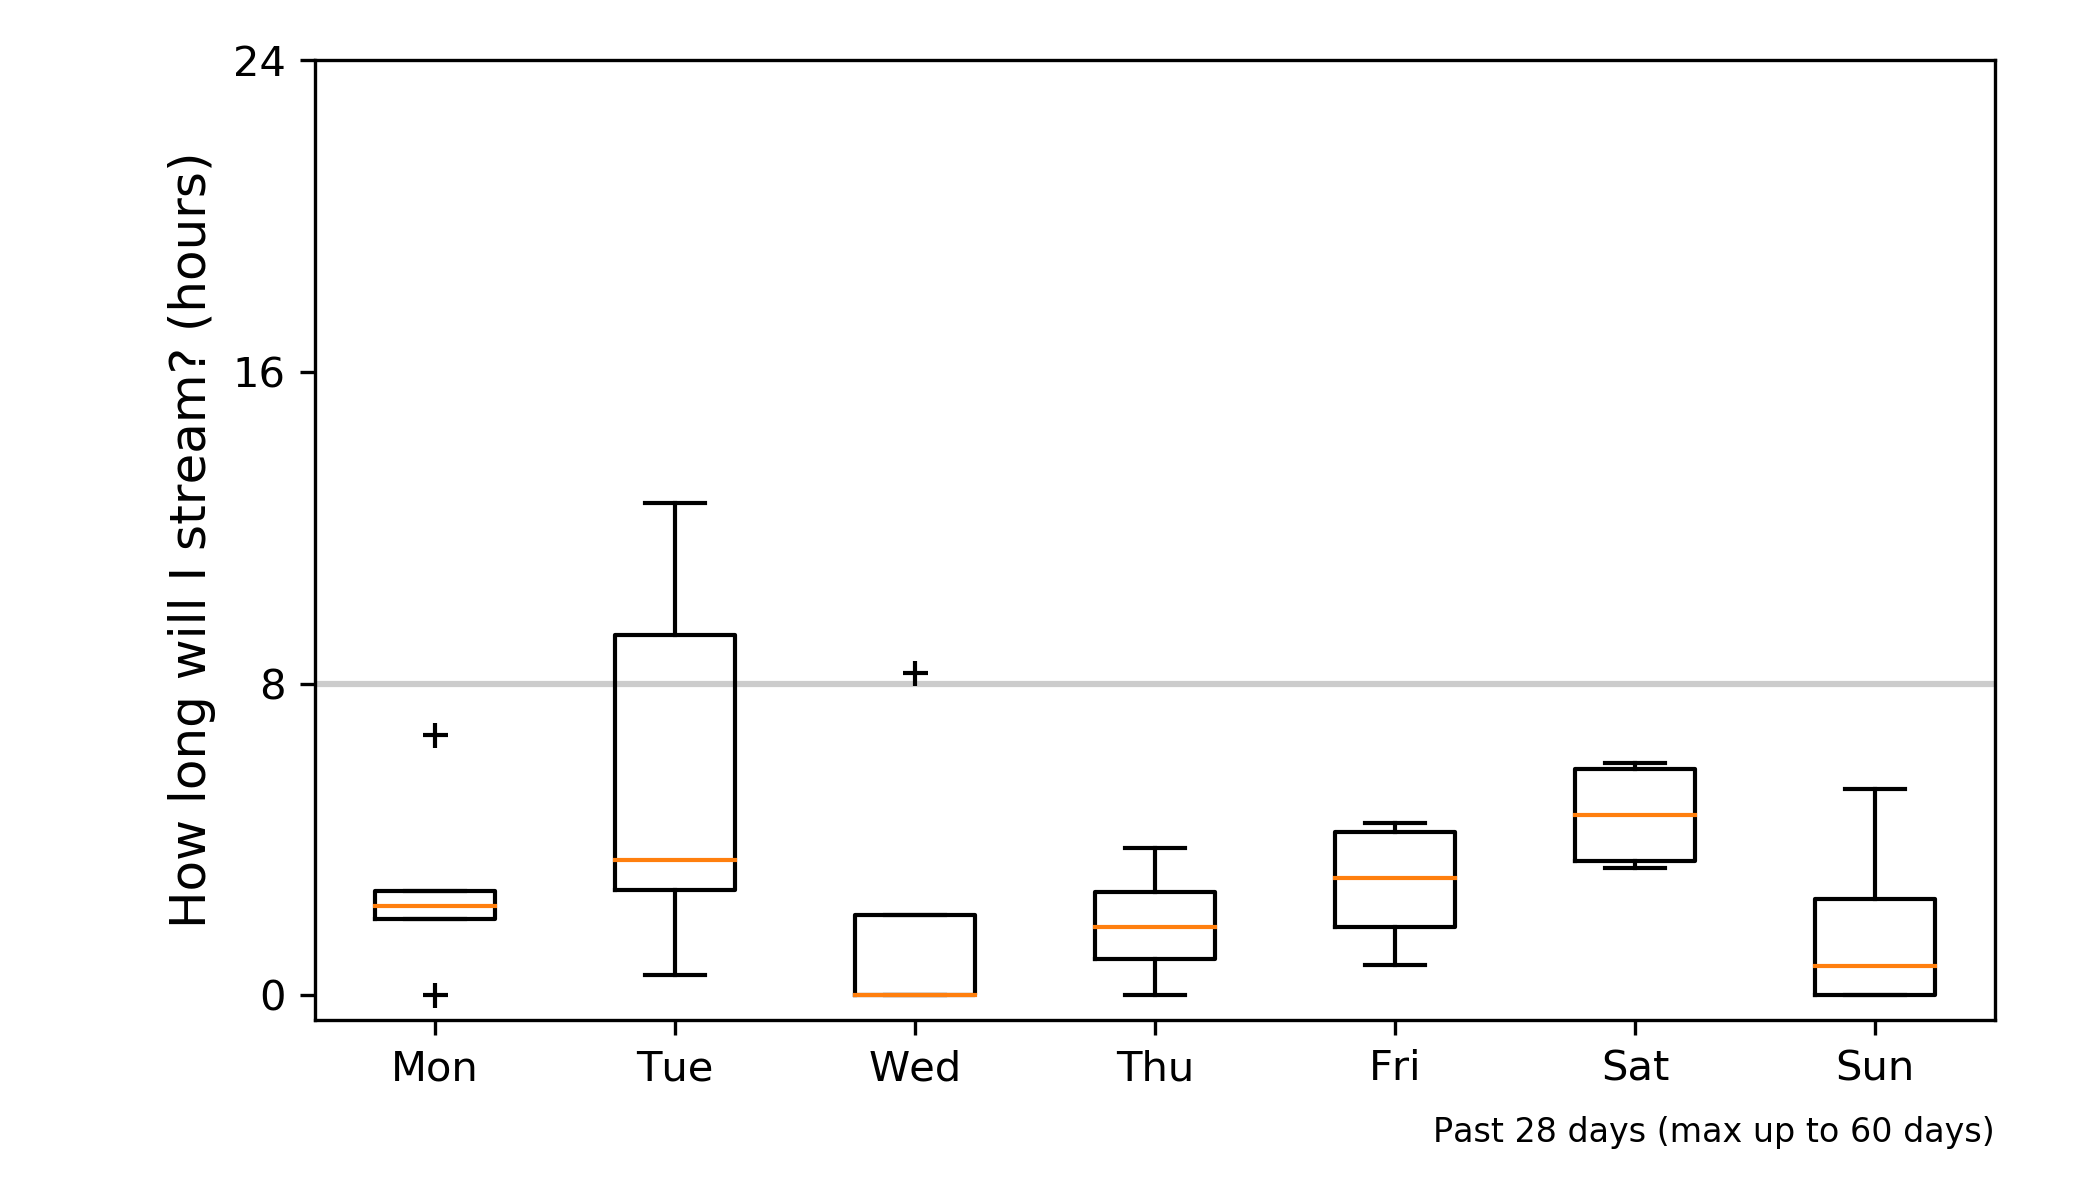 How long will I stream? (hours)
24
16
8
0
Mon Tue Wed Thu Fri Sat Sun
Past 28 days (max up to 60 days)